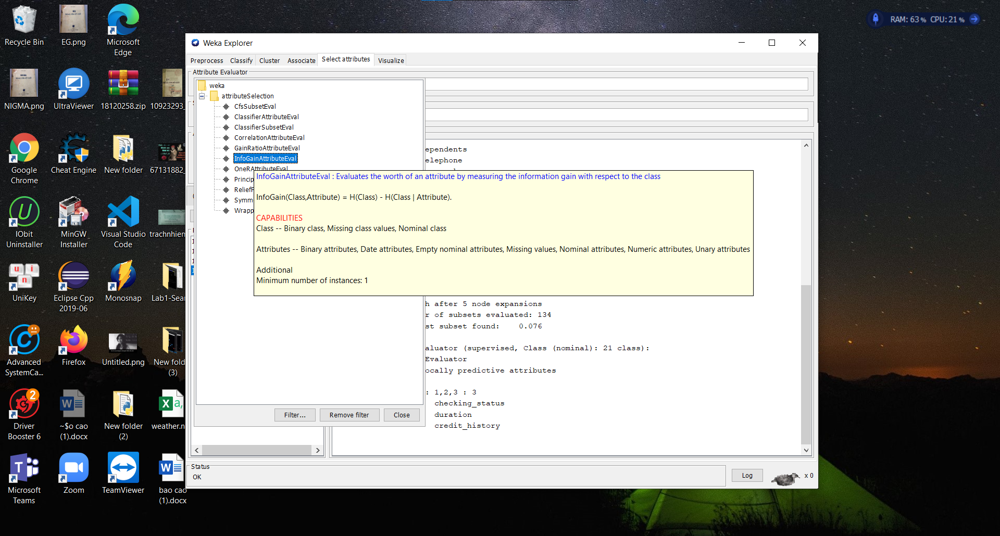 Recycle Bin
EG.png
Microsoft
Edge
NIGMA.png
UltraViewer
18120258.zip
10923293_
Google
Chrome
Cheat Engine
New folder
67131882_
IObit
Uninstaller
MinGW
Installer
Visual Studio
Code
trachnhien
UniKey
Eclipse Cpp
2019-06
Monosnap
Lab1-Sear
Advanced
SystemCa...
Firefox
Untitled.png
New fold
(3)
Driver
Booster 6
~$o cao
(1).docx
New folder
(2)
weather.n
Microsoft
Teams
Zoom
TeamViewer
bao cao
(1).docx
RAM: 63 % CPU: 21 %
Weka Explorer
Preprocess Classify Cluster Associate Select attributes Visualize
Attribute Evaluator
weka
attributeSelection
CfsSubsetEval
ClassifierAttributeEval
ClassifierSubsetEval
CorrelationAttributeEval
GainRatioAttributeEval
InfoGainAttributeEval
OneRAttributeEval
Princip
ReliefF
Symm
Wrapp
InfoGainAttributeEval : Evaluates the worth of an attribute by measuring the information gain with respect to the class
InfoGain(Class,Attribute) = H(Class) - H(Class | Attribute).
CAPABILITIES
Class -- Binary class, Missing class values, Nominal class
Attributes -- Binary attributes, Date attributes, Empty nominal attributes, Missing values, Nominal attributes, Numeric attributes, Unary attributes
Additional
Minimum number of instances: 1
ependents
elephone
h after 5 node expansions
r of subsets evaluated: 134
st subset found: 0.076
aluator (supervised, Class (nominal): 21 class):
Evaluator
ocally predictive attributes
: 1,2,3 : 3
checking_status
duration
credit_history
Filter...
Remove filter
Close
Status
OK
Log
x 0